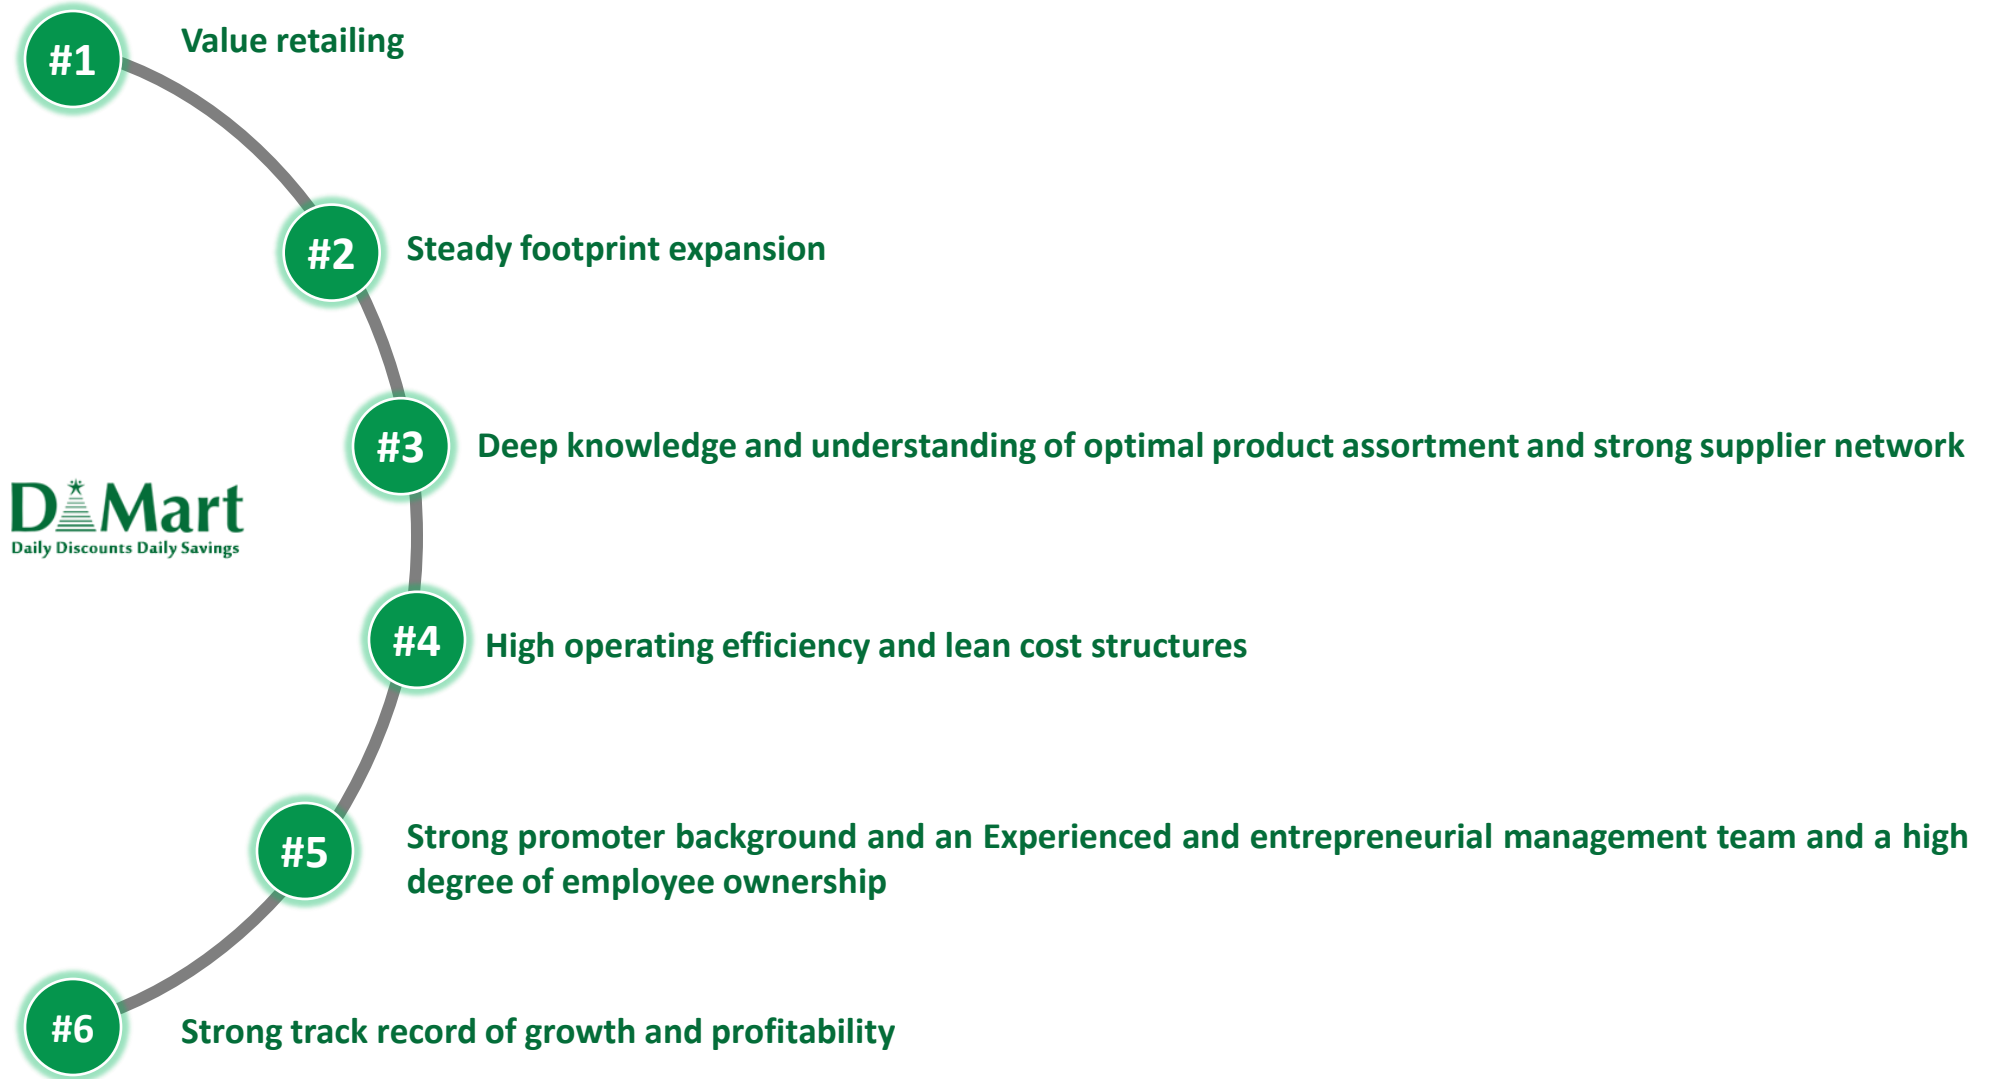 #1
Value retailing
#2
Steady footprint expansion
#3
Deep knowledge and understanding of optimal product assortment and strong supplier network
D Mart
Daily Discounts Daily Savings
#4
High operating efficiency and lean cost structures
#5
Strong promoter background and an Experienced and entrepreneurial management team and a high
degree of employee ownership
#6
Strong track record of growth and profitability